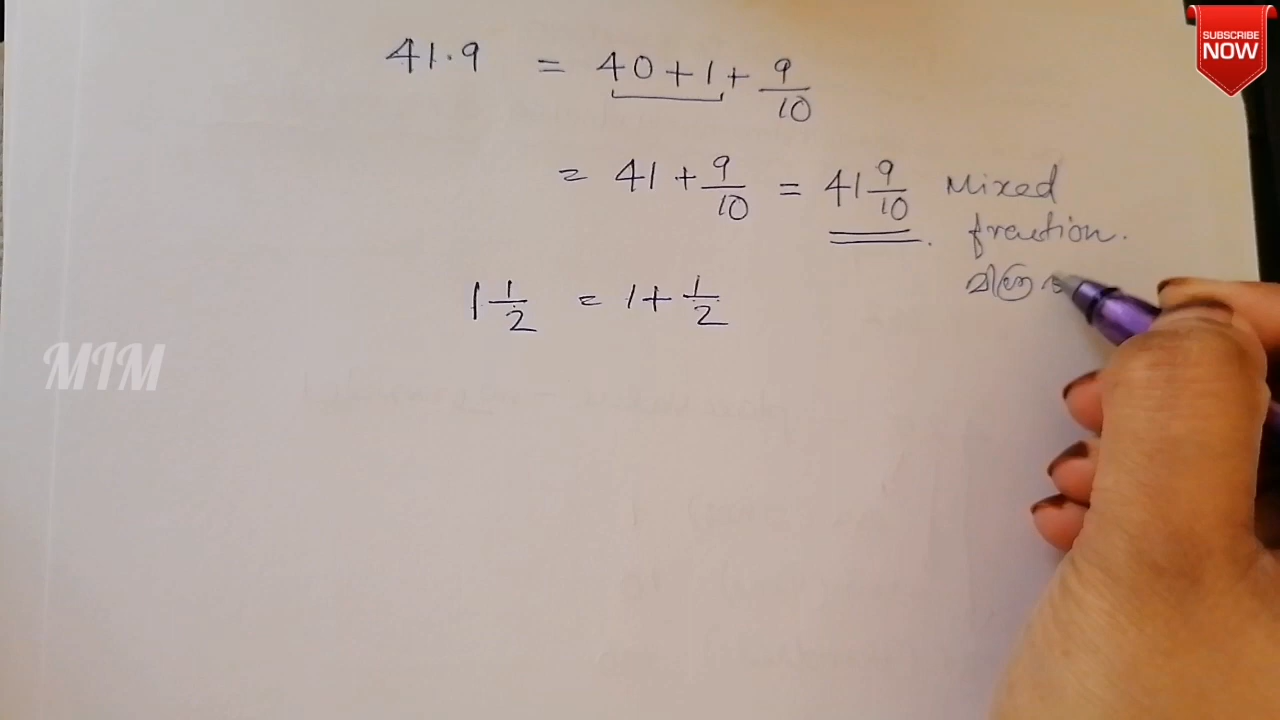 SUBSCRIBE
NOW
41.9 = 40 + 1 + 9/10
= 41 + 9/10 = 41 9/10 Mixed
fraction.
1 1/2 = 1 + 1/2
മിശ്ര
MIM